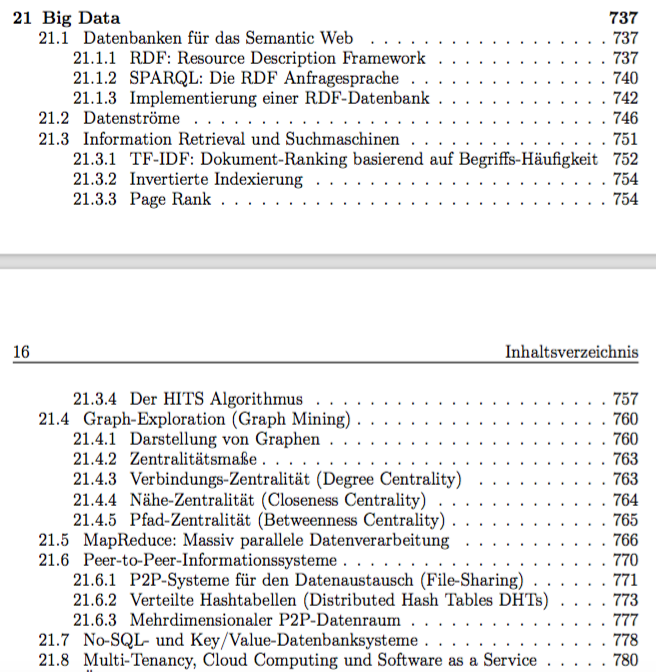 21 Big Data 737
21.1 Datenbanken für das Semantic Web . . . . . . . . . . . . . . . . . . 737
21.1.1 RDF: Resource Description Framework . . . . . . . . . . . . . 737
21.1.2 SPARQL: Die RDF Anfragesprache . . . . . . . . . . . . . . . 740
21.1.3 Implementierung einer RDF-Datenbank . . . . . . . . . . . . . 742
21.2 Datenströme . . . . . . . . . . . . . . . . . . . . . . . . . . . . . . . 746
21.3 Information Retrieval und Suchmaschinen . . . . . . . . . . . . . . . 751
21.3.1 TF-IDF: Dokument-Ranking basierend auf Begriffs-Häufigkeit 752
21.3.2 Invertierte Indexierung . . . . . . . . . . . . . . . . . . . . . . 754
21.3.3 Page Rank . . . . . . . . . . . . . . . . . . . . . . . . . . . . . 754
16 Inhaltsverzeichnis
21.3.4 Der HITS Algorithmus . . . . . . . . . . . . . . . . . . . . . . 757
21.4 Graph-Exploration (Graph Mining) . . . . . . . . . . . . . . . . . . . 760
21.4.1 Darstellung von Graphen . . . . . . . . . . . . . . . . . . . . . 760
21.4.2 Zentralitätsmaße . . . . . . . . . . . . . . . . . . . . . . . . . . 763
21.4.3 Verbindungs-Zentralität (Degree Centrality) . . . . . . . . . . 763
21.4.4 Nähe-Zentralität (Closeness Centrality) . . . . . . . . . . . . . 764
21.4.5 Pfad-Zentralität (Betweenness Centrality) . . . . . . . . . . . . 765
21.5 MapReduce: Massiv parallele Datenverarbeitung . . . . . . . . . . . 766
21.6 Peer-to-Peer-Informationssysteme . . . . . . . . . . . . . . . . . . . . 770
21.6.1 P2P-Systeme für den Datenaustausch (File-Sharing) . . . . . . 771
21.6.2 Verteilte Hashtabellen (Distributed Hash Tables DHTs) . . . . 773
21.6.3 Mehrdimensionaler P2P-Datenraum . . . . . . . . . . . . . . . 777
21.7 No-SQL- und Key/Value-Datenbanksysteme . . . . . . . . . . . . . . 778
21.8 Multi-Tenancy, Cloud Computing und Software as a Service . . . . . 780